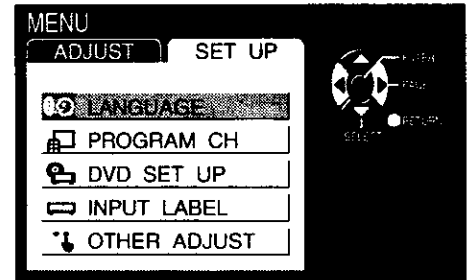 MENU
ADJUST
SET UP
LANGUAGE
PROGRAM CH
DVD SET UP
INPUT LABEL
OTHER ADJUST
SELECT
RETURN